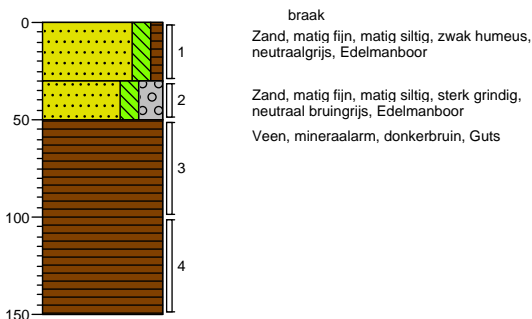 braak
0
Zand, matig fijn, matig siltig, zwak humeus,
neutraalgrijs, Edelmanboor
1
Zand, matig fijn, matig siltig, sterk grindig,
neutraal bruingrijs, Edelmanboor
2
50
Veen, mineraalarm, donkerbruin, Guts
3
100
4
150